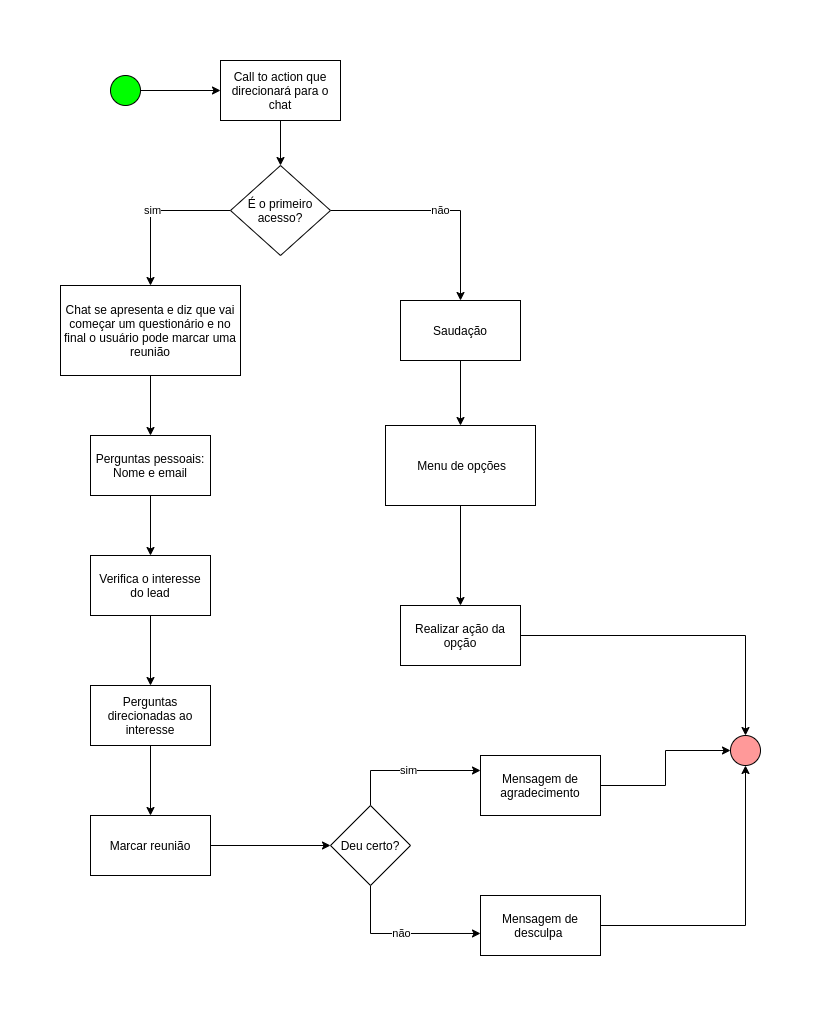 Call to action que
direcionará para o
chat
É o primeiro
acesso?
sim
não
Chat se apresenta e diz que vai
começar um questionário e no
final o usuário pode marcar uma
reunião
Saudação
Perguntas pessoais:
Nome e email
Menu de opções
Verifica o interesse
do lead
Realizar ação da
opção
Perguntas
direcionadas ao
interesse
sim
Mensagem de
agradecimento
Marcar reunião
Deu certo?
não
Mensagem de
desculpa